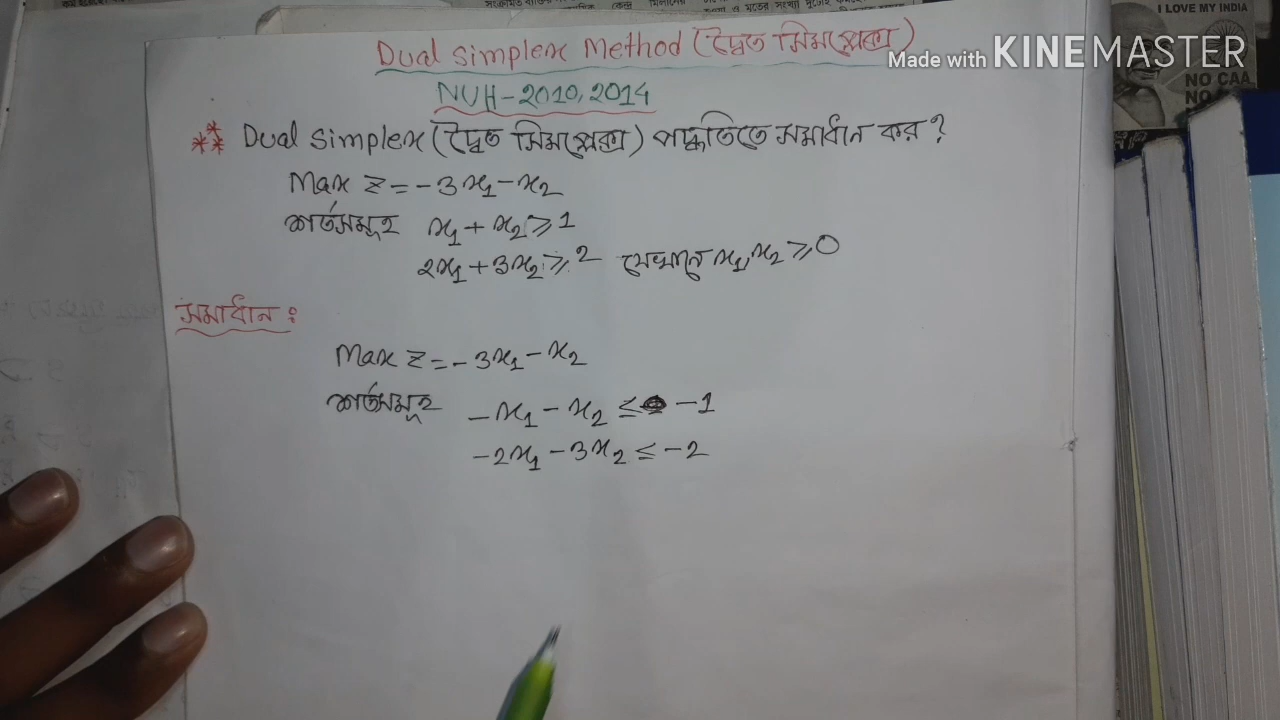 Dual Simplex Method (দ্বৈত সিমপ্লেক্স)
Made with KINEMASTER
I LOVE MY INDIA
NO CAA
NUH-2010, 2014
** Dual Simplex (দ্বৈত সিমপ্লেক্স) পদ্ধতিতে সমাধান কর?
Max Z = -3x₁ - x₂
শর্তসমূহ x₁ + x₂ ≥ 1
2x₁ + 3x₂ ≥ 2 যেখানে x₁, x₂ ≥ 0
সমাধান :
Max Z = -3x₁ - x₂
শর্তসমূহ -x₁ - x₂ ≤ -1
-2x₁ - 3x₂ ≤ -2